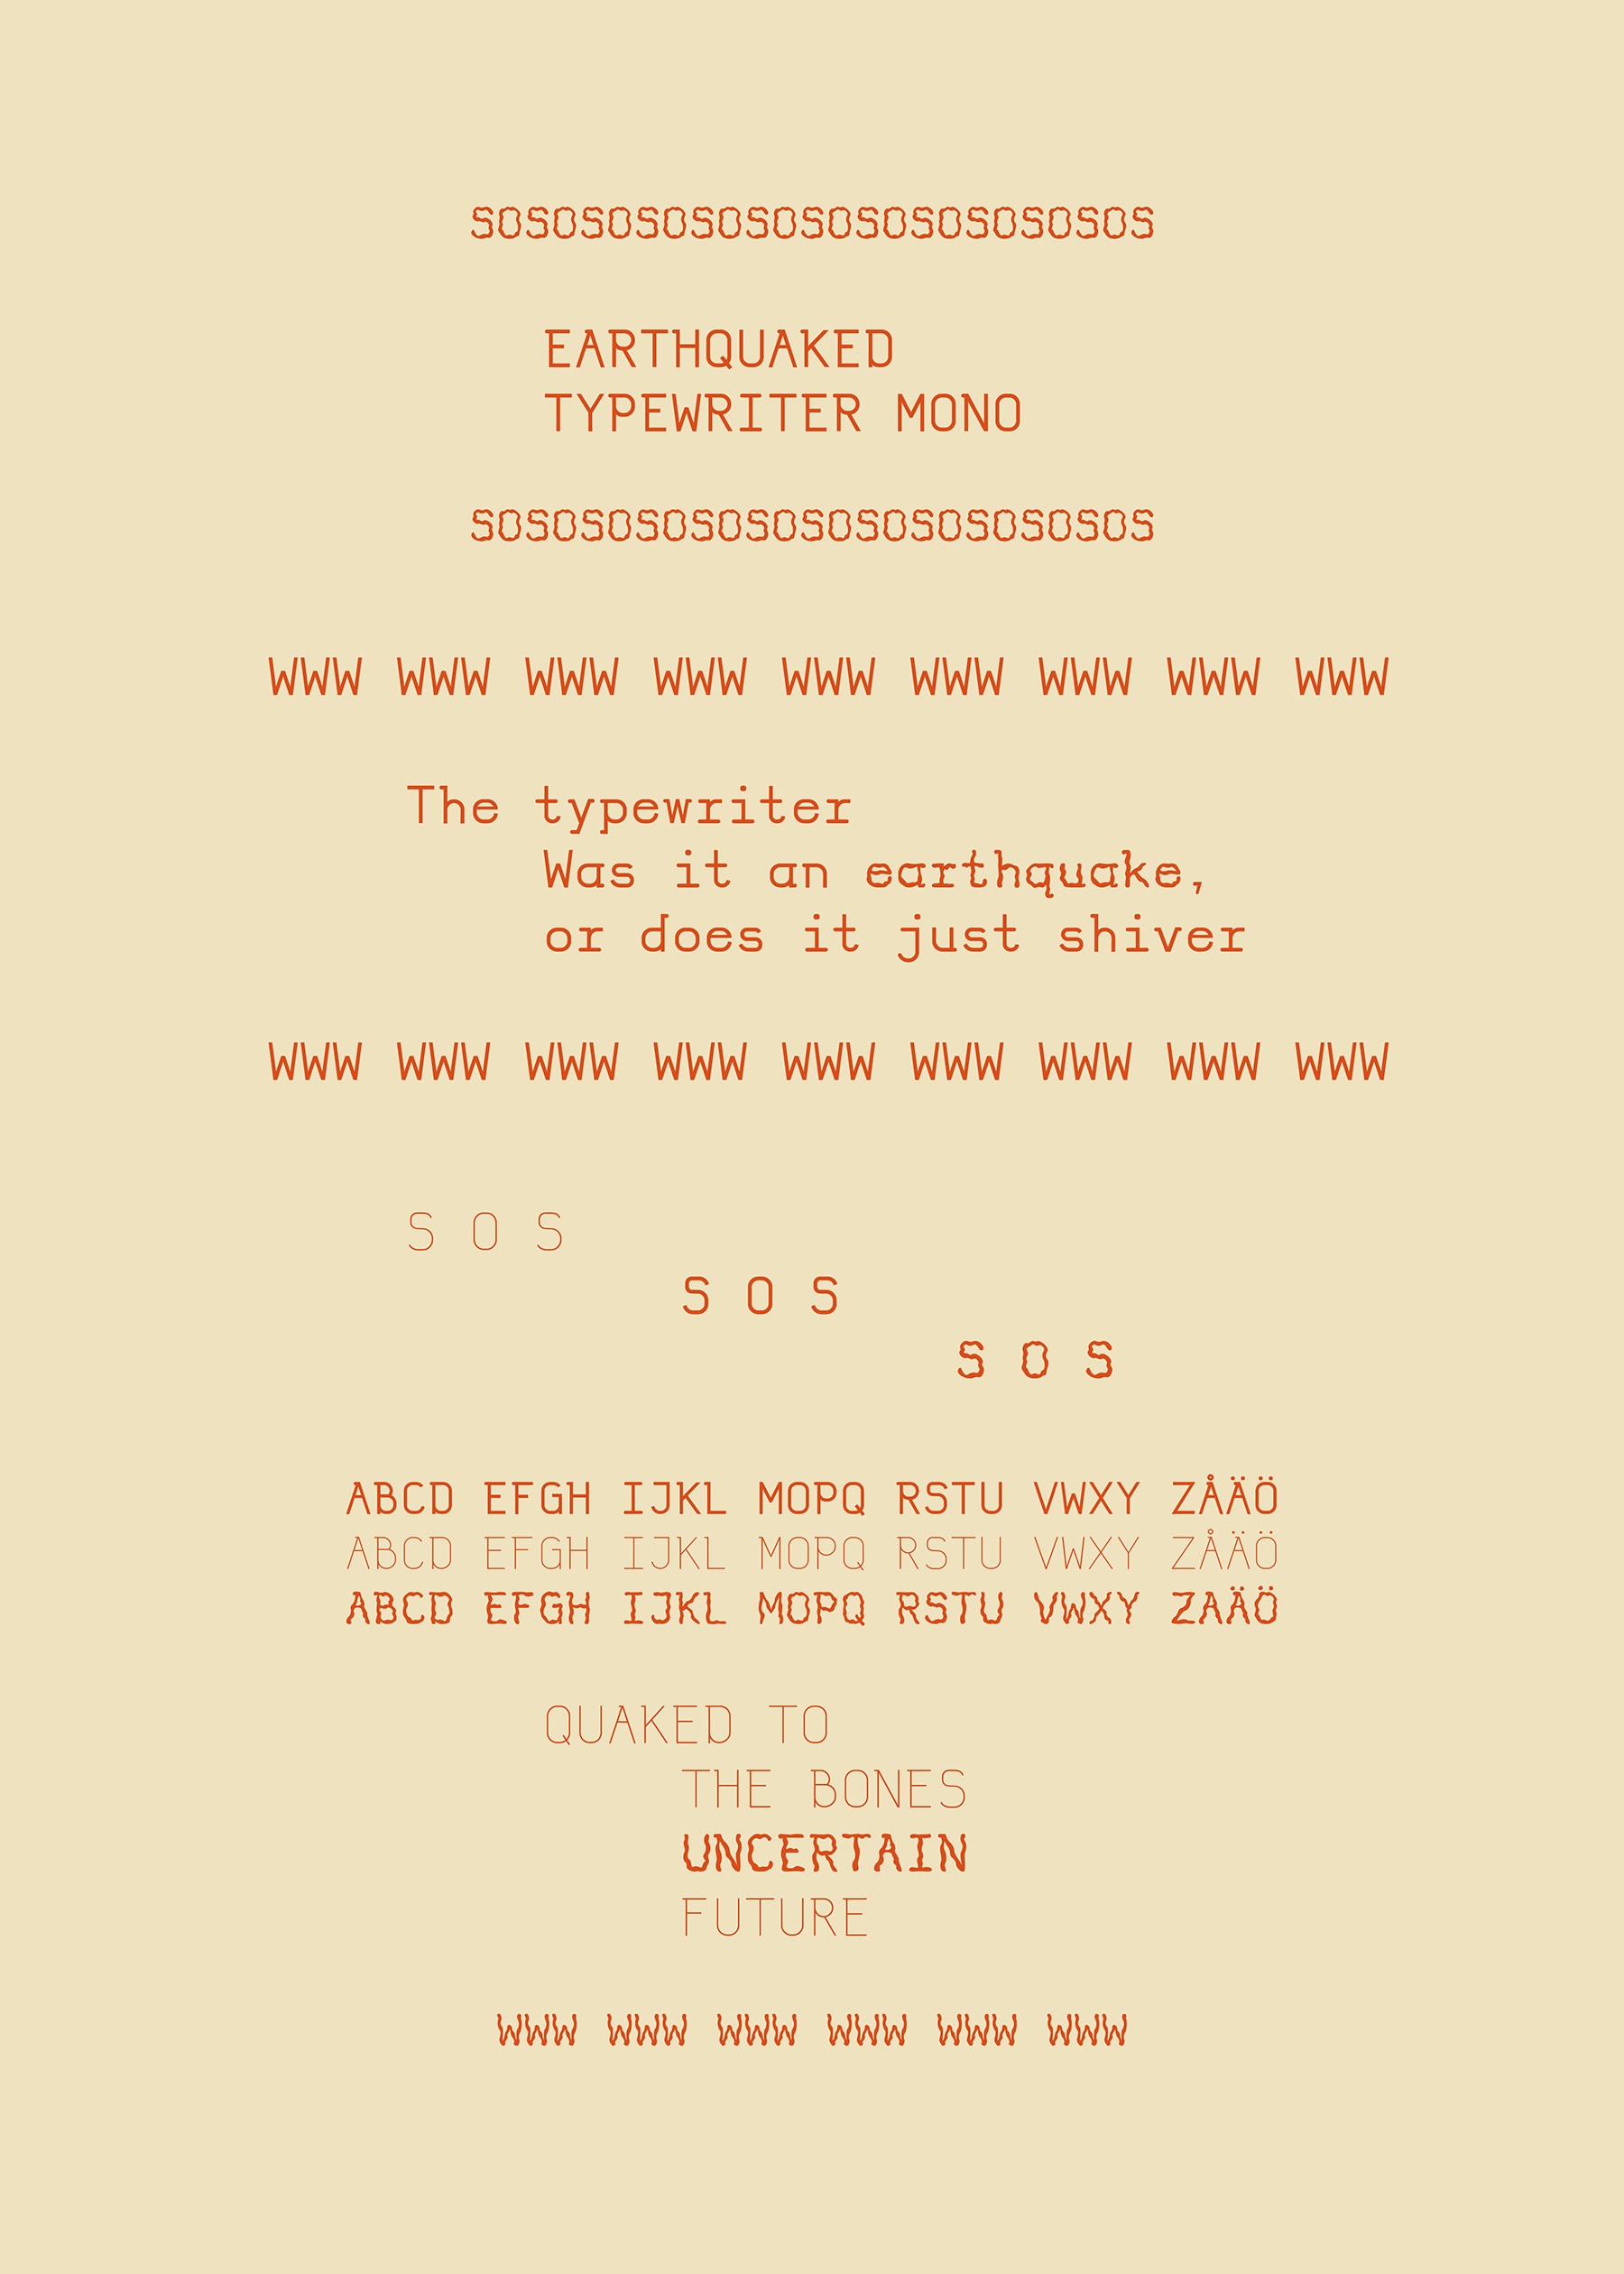 SOSOSOSOSOSOSOSOSOSOSOSOS
EARTHQUAKED
TYPEWRITER MONO
SOSOSOSOSOSOSOSOSOSOSOSOS
WWW WWW WWW WWW WWW WWW WWW WWW WWW
The typewriter
Was it an earthquake,
or does it just shiver
WWW WWW WWW WWW WWW WWW WWW WWW WWW
S O S
S O S
S O S
ABCD EFGH IJKL MOPQ RSTU VWXY ZÅÄÖ
ABCD EFGH IJKL MOPQ RSTU VWXY ZÅÄÖ
ABCD EFGH IJKL MOPQ RSTU VWXY ZAÄÖ
QUAKED TO
THE BONES
UNCERTAIN
FUTURE
WWW WWW WWW WWW WWW WWW